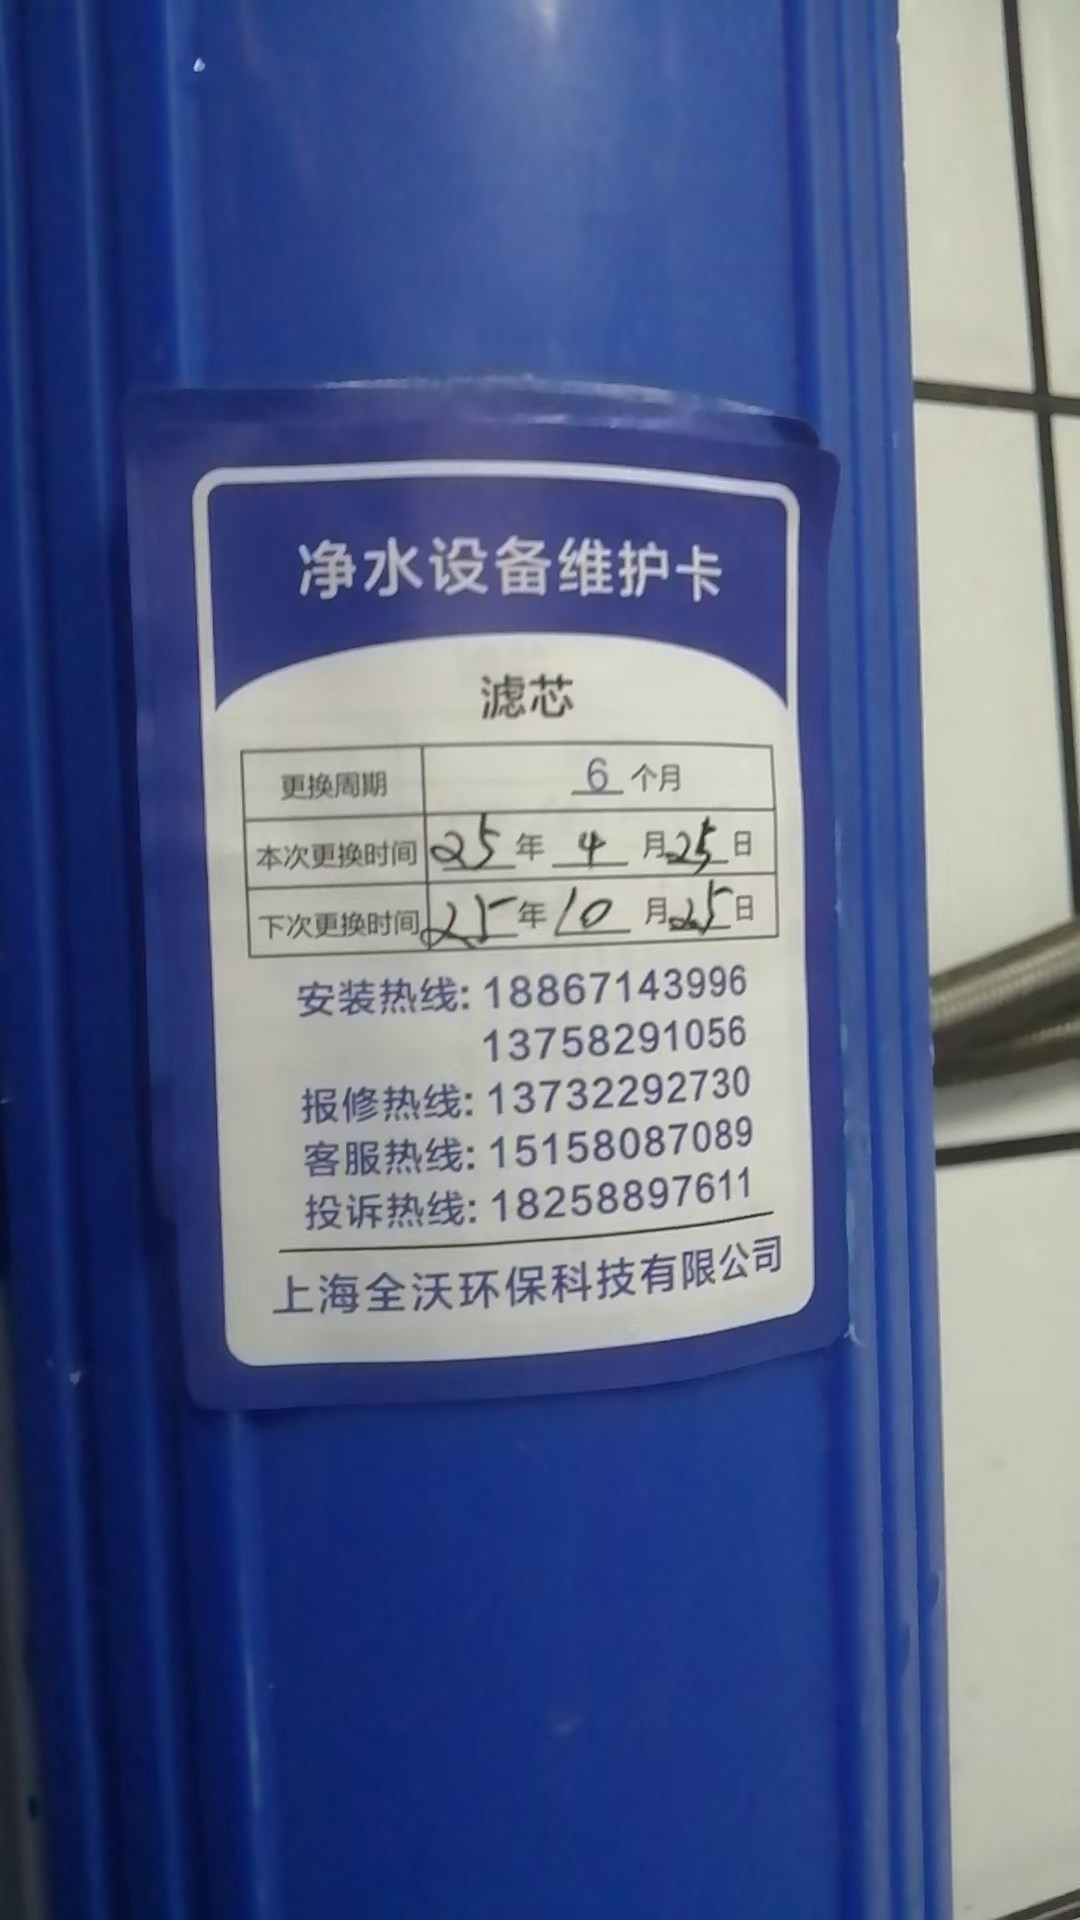 净水设备维护卡
滤芯
更换周期 6 个月
本次更换时间 25 年 4 月 25 日
下次更换时间 25 年 10 月 25 日
安装热线: 18867143996
13758291056
报修热线: 13732292730
客服热线: 15158087089
投诉热线: 18258897611
上海全沃环保科技有限公司